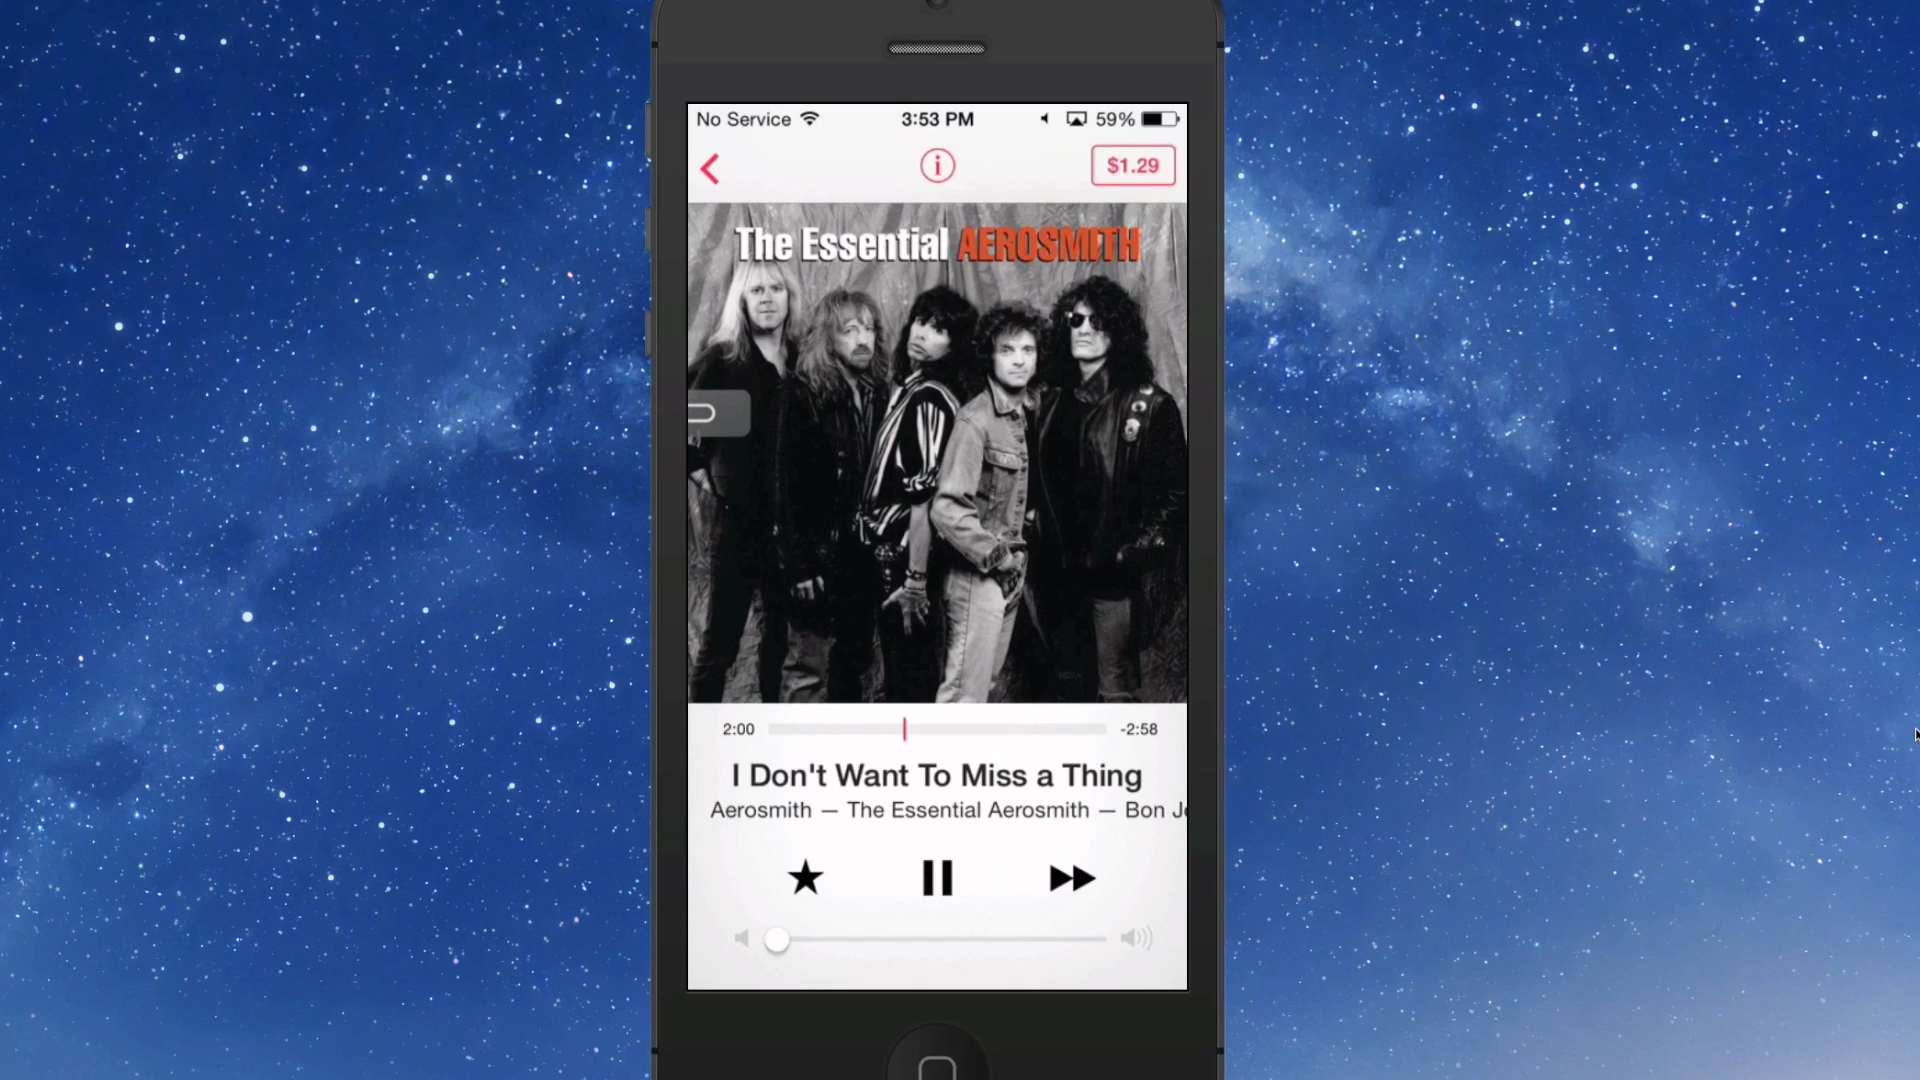 No Service 3:53 PM 59%
$1.29
The Essential AEROSMITH
2:00 -2:58
I Don't Want To Miss a Thing
Aerosmith — The Essential Aerosmith — Bon